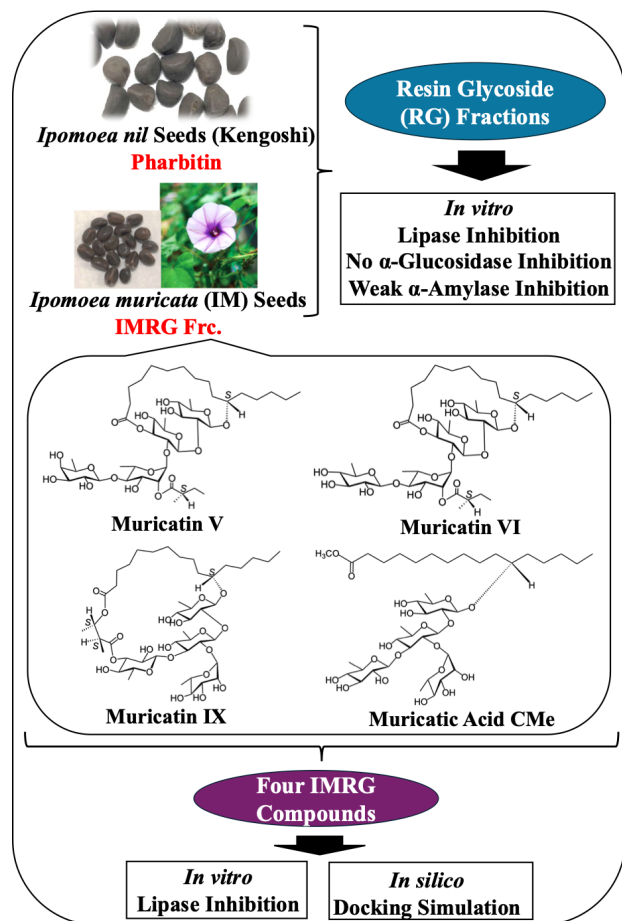 Ipomoea nil Seeds (Kengoshi)
Pharbitin
Ipomoea muricata (IM) Seeds
IMRG Frc.
Resin Glycoside
(RG) Fractions
In vitro
Lipase Inhibition
No α-Glucosidase Inhibition
Weak α-Amylase Inhibition
Muricatin V
Muricatin VI
Muricatin IX
Muricatic Acid CMe
Four IMRG
Compounds
In vitro
Lipase Inhibition
In silico
Docking Simulation